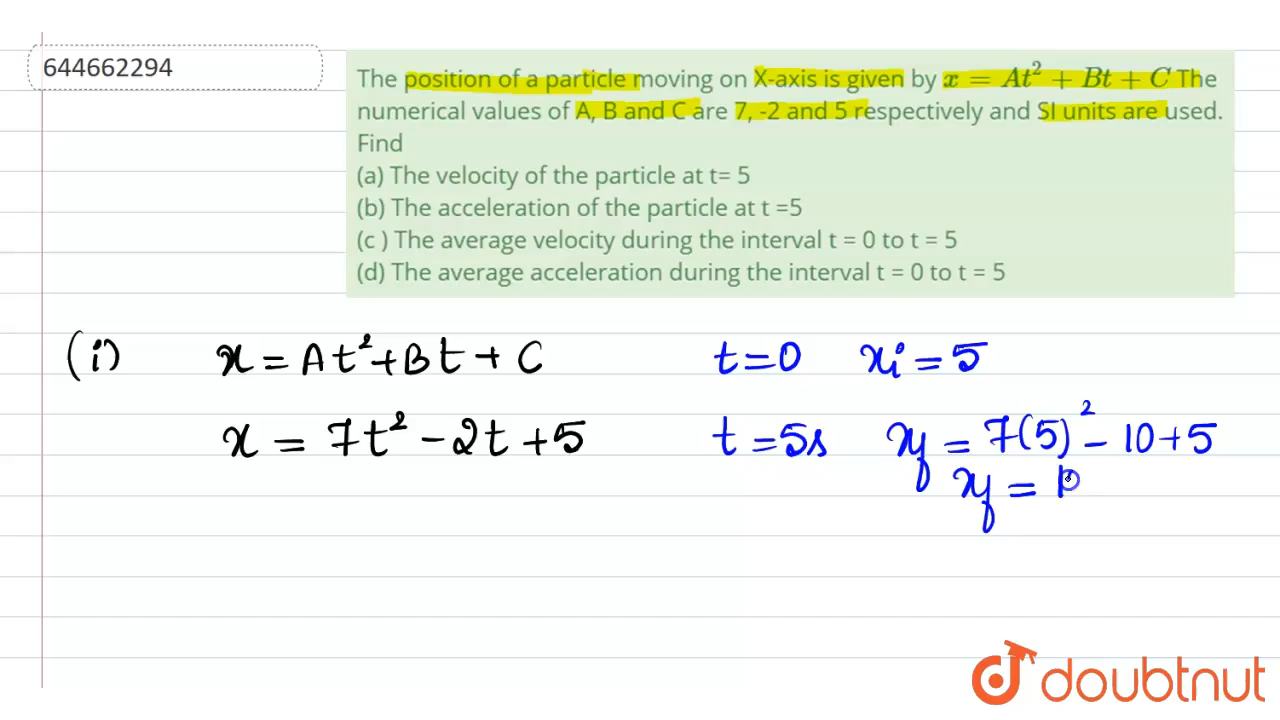 644662294
The position of a particle moving on X-axis is given by x = At² + Bt + C The
numerical values of A, B and C are 7, -2 and 5 respectively and SI units are used.
Find
(a) The velocity of the particle at t= 5
(b) The acceleration of the particle at t =5
(c ) The average velocity during the interval t = 0 to t = 5
(d) The average acceleration during the interval t = 0 to t = 5
(i) x = At² + Bt + C t = 0 xi = 5
x = 7t² - 2t + 5 t = 5s xf = 7(5)² - 10 + 5
xf =
doubtnut